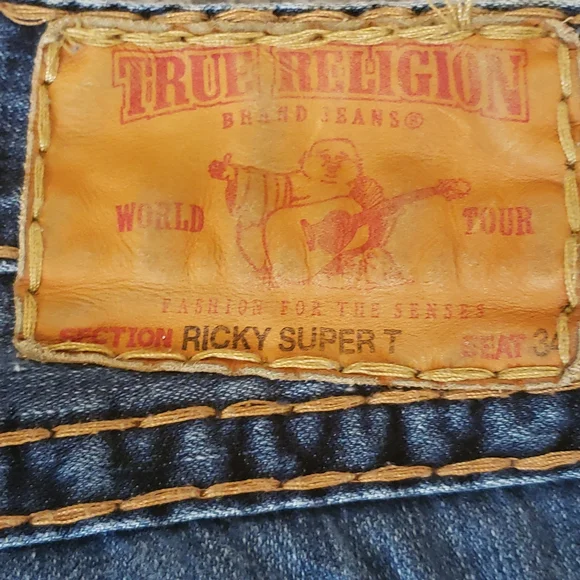 TRUE RELIGION
BRAND JEANS®
WORLD TOUR
FASHION FOR THE SENSES
SECTION RICKY SUPER T SEAT 34